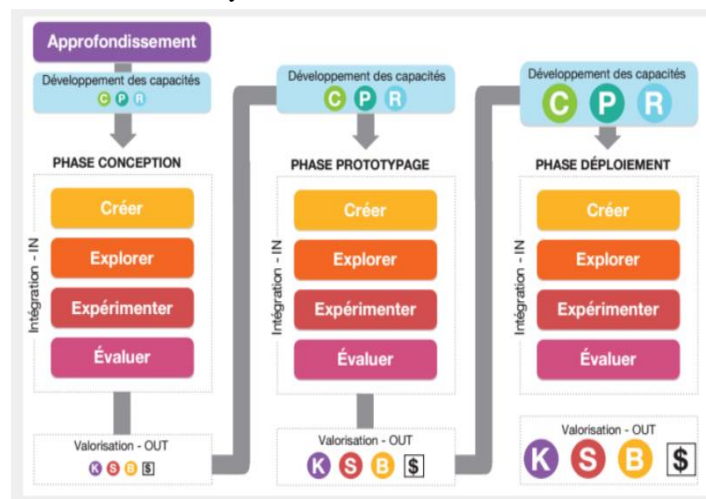 Approfondissement
Développement des capacités
C P R
PHASE CONCEPTION
Intégration - IN
Créer
Explorer
Expérimenter
Évaluer
Valorisation - OUT
K S B $
Développement des capacités
C P R
PHASE PROTOTYPAGE
Intégration - IN
Créer
Explorer
Expérimenter
Évaluer
Valorisation - OUT
K S B $
Développement des capacités
C P R
PHASE DÉPLOIEMENT
Intégration - IN
Créer
Explorer
Expérimenter
Évaluer
Valorisation - OUT
K S B $